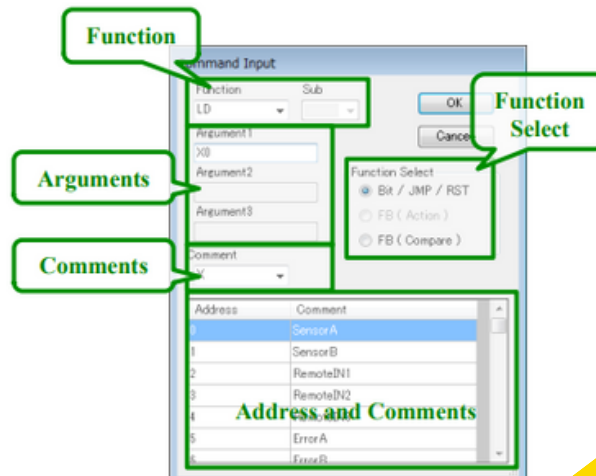 Function
Command Input
Function
Sub
LD
OK
Function
Select
Cancel
Arguments
Argument1
X0
Argument2
Argument3
Function Select
Bit / JMP / RST
FB ( Action )
FB ( Compare )
Comments
Comment
X
Address
Comment
0
SensorA
1
SensorB
2
RemoteIN1
3
RemoteIN2
4
Address and Comments
5
ErrorA
6
ErrorB